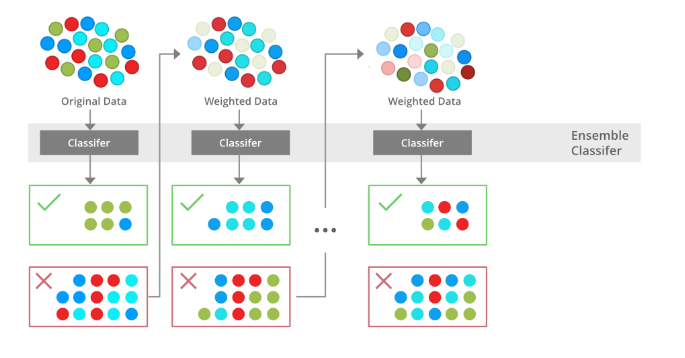 Original Data
Weighted Data
Weighted Data
Classifer
Classifer
Classifer
Ensemble
Classifer
...